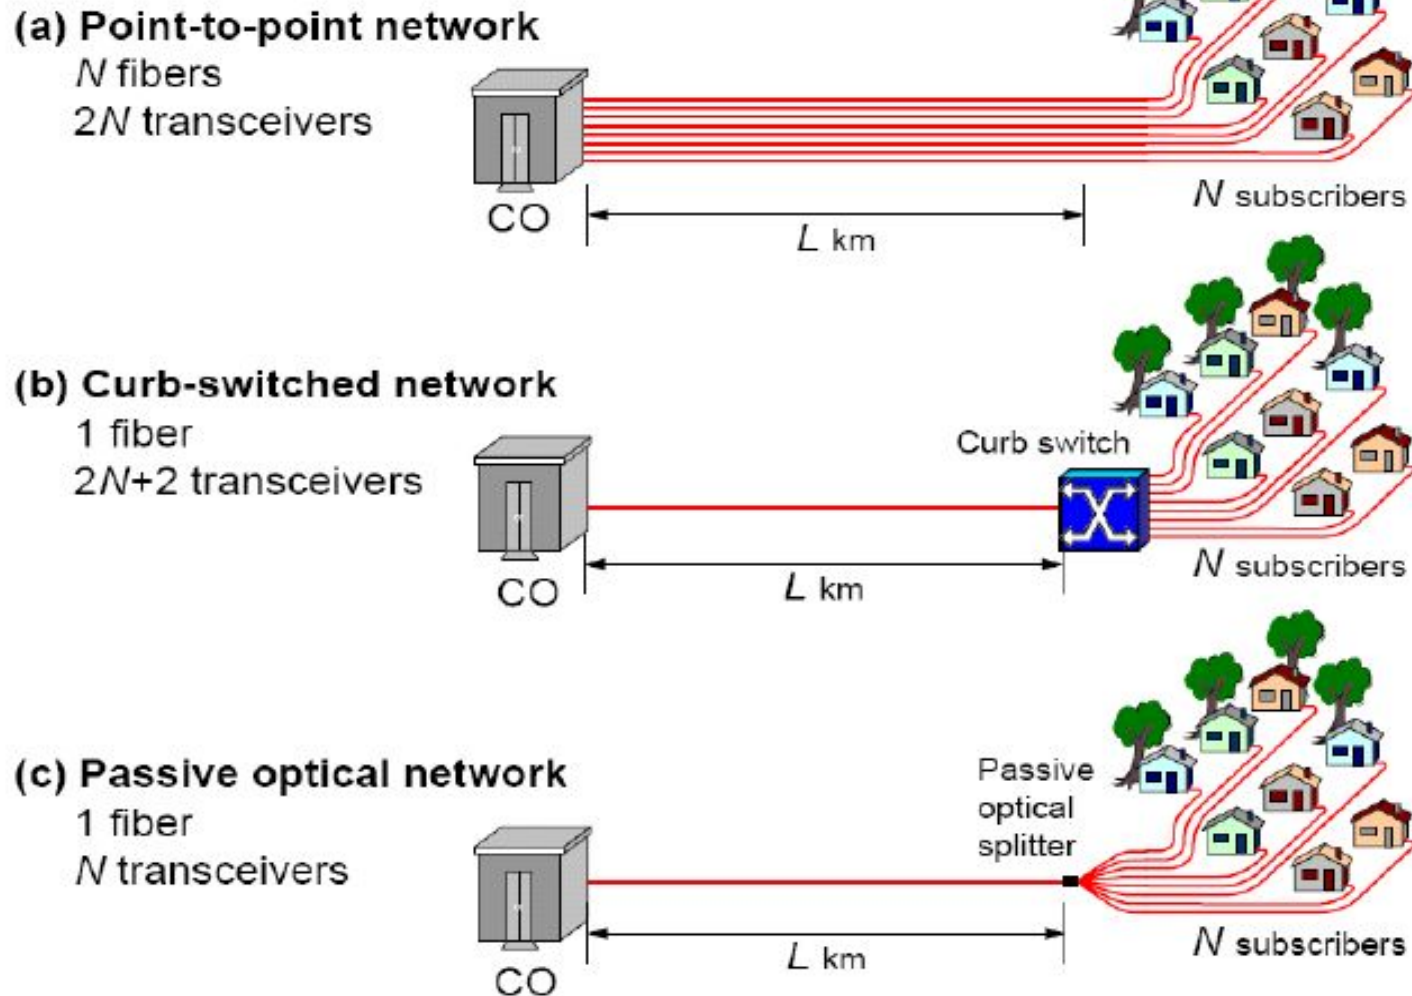 (a) Point-to-point network
N fibers
2N transceivers
CO
L km
N subscribers
(b) Curb-switched network
1 fiber
2N+2 transceivers
Curb switch
CO
L km
N subscribers
(c) Passive optical network
1 fiber
N transceivers
Passive
optical
splitter
CO
L km
N subscribers